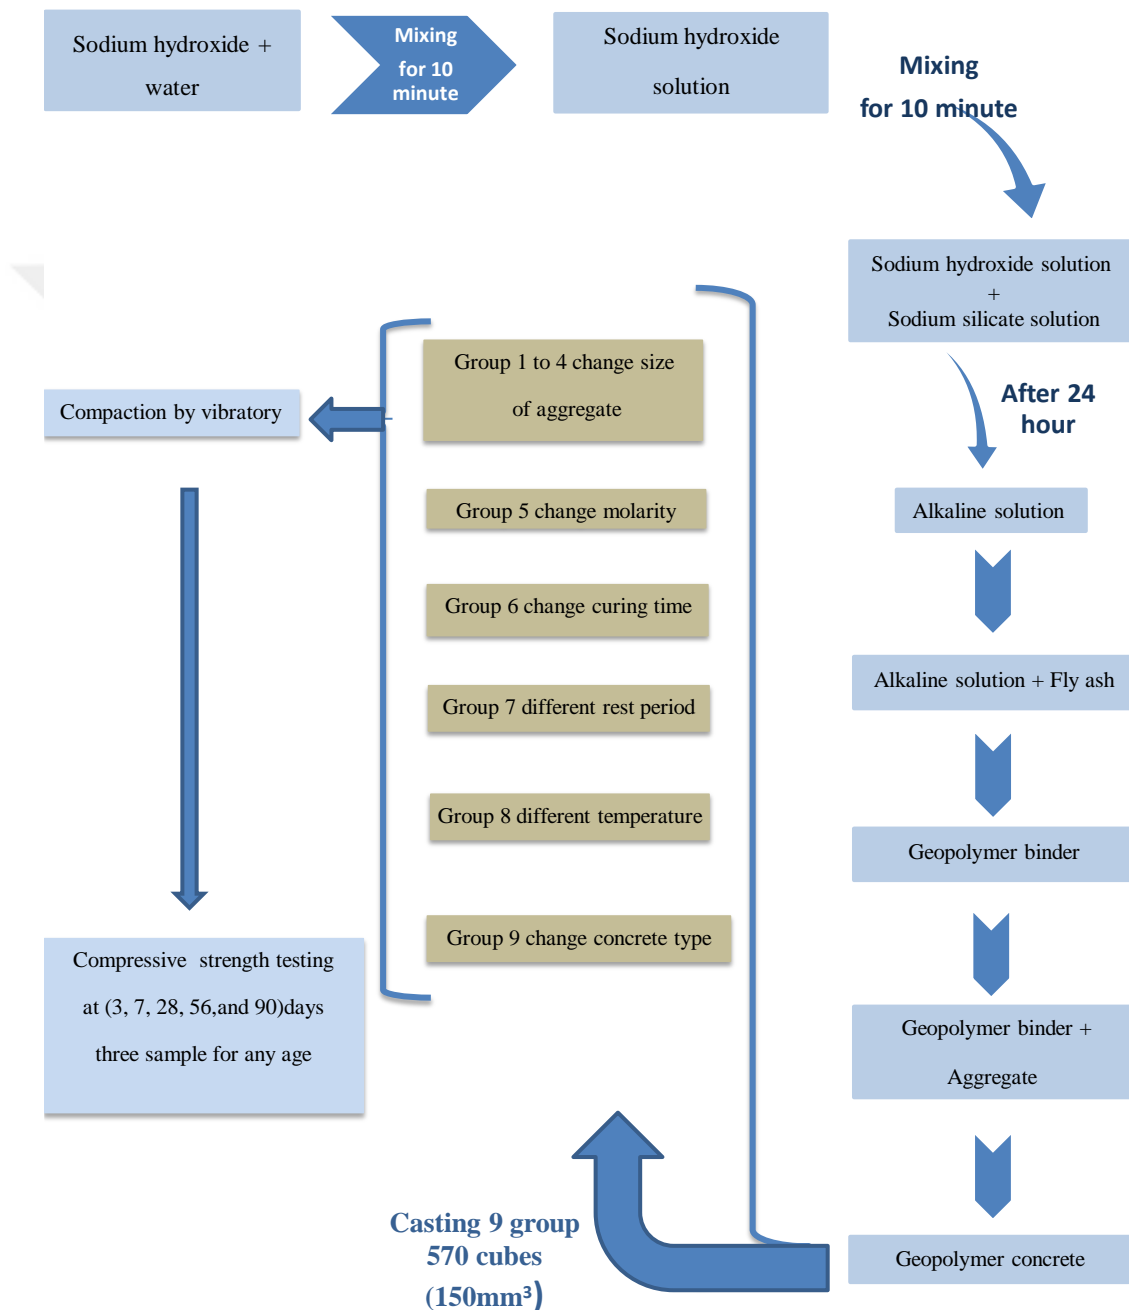 Sodium hydroxide +
water
Mixing
for 10
minute
Sodium hydroxide
solution
Mixing
for 10 minute
Sodium hydroxide solution
+
Sodium silicate solution
After 24
hour
Alkaline solution
Alkaline solution + Fly ash
Geopolymer binder
Geopolymer binder +
Aggregate
Geopolymer concrete
Casting 9 group
570 cubes
(150mm³)
Group 1 to 4 change size
of aggregate
Group 5 change molarity
Group 6 change curing time
Group 7 different rest period
Group 8 different temperature
Group 9 change concrete type
Compaction by vibratory
Compressive strength testing
at (3, 7, 28, 56,and 90)days
three sample for any age